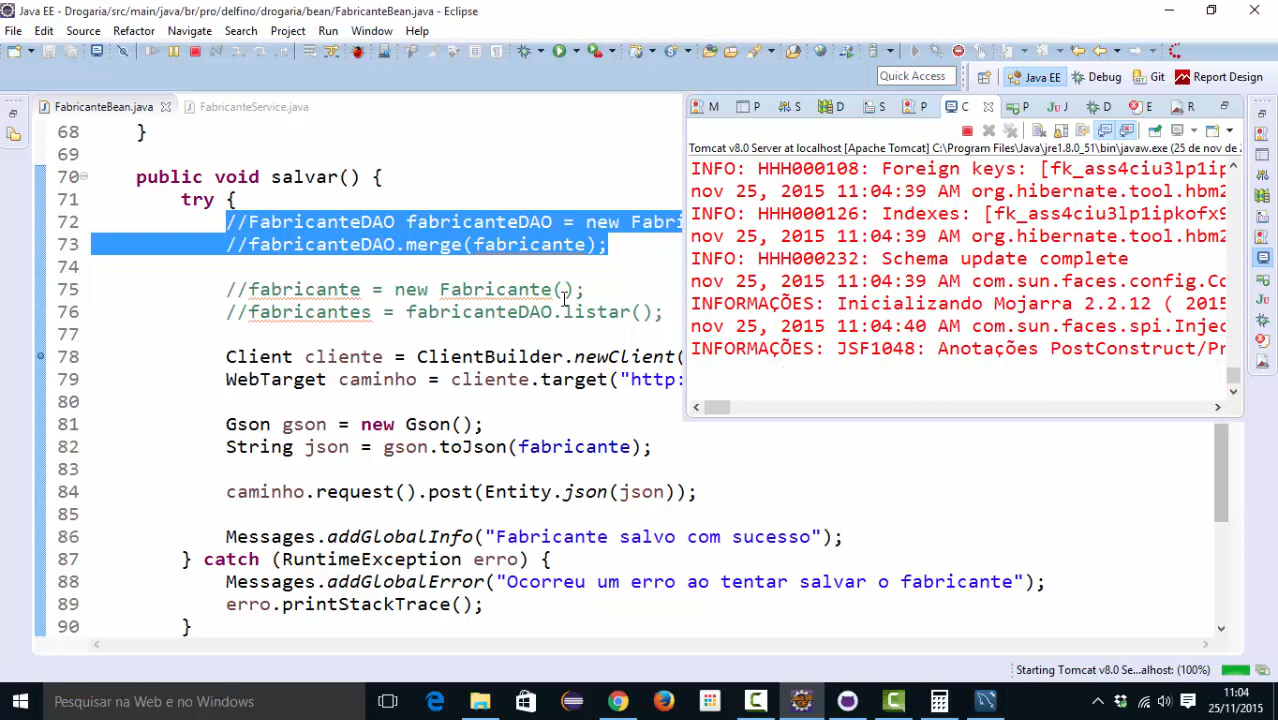 Java EE - Drogaria/src/main/java/br/pro/delfino/drogaria/bean/FabricanteBean.java - Eclipse
File Edit Source Refactor Navigate Search Project Run Window Help
Quick Access Java EE Debug Git Report Design
FabricanteBean.java FabricanteService.java
M P S D S P C P J D E R
Tomcat v8.0 Server at localhost [Apache Tomcat] C:\Program Files\Java\jre1.8.0_51\bin\javaw.exe (25 de nov de
INFO: HHH000108: Foreign keys: [fk_ass4ciu3lp1ip
nov 25, 2015 11:04:39 AM org.hibernate.tool.hbm2
INFO: HHH000126: Indexes: [fk_ass4ciu3lp1ipkofx9
nov 25, 2015 11:04:39 AM org.hibernate.tool.hbm2
INFO: HHH000232: Schema update complete
nov 25, 2015 11:04:39 AM com.sun.faces.config.Co
INFORMAÇÕES: Inicializando Mojarra 2.2.12 ( 2015
nov 25, 2015 11:04:40 AM com.sun.faces.spi.Injec
INFORMAÇÕES: JSF1048: Anotações PostConstruct/Pr
68 }
69
70 public void salvar() {
71 try {
72 //FabricanteDAO fabricanteDAO = new Fabri
73 //fabricanteDAO.merge(fabricante);
74
75 //fabricante = new Fabricante();
76 //fabricantes = fabricanteDAO.listar();
77
78 Client cliente = ClientBuilder.newClient(
79 WebTarget caminho = cliente.target("http:
80
81 Gson gson = new Gson();
82 String json = gson.toJson(fabricante);
83
84 caminho.request().post(Entity.json(json));
85
86 Messages.addGlobalInfo("Fabricante salvo com sucesso");
87 } catch (RuntimeException erro) {
88 Messages.addGlobalError("Ocorreu um erro ao tentar salvar o fabricante");
89 erro.printStackTrace();
90 }
Starting Tomcat v8.0 Se...alhost: (100%)
Pesquisar na Web e no Windows
11:04
25/11/2015